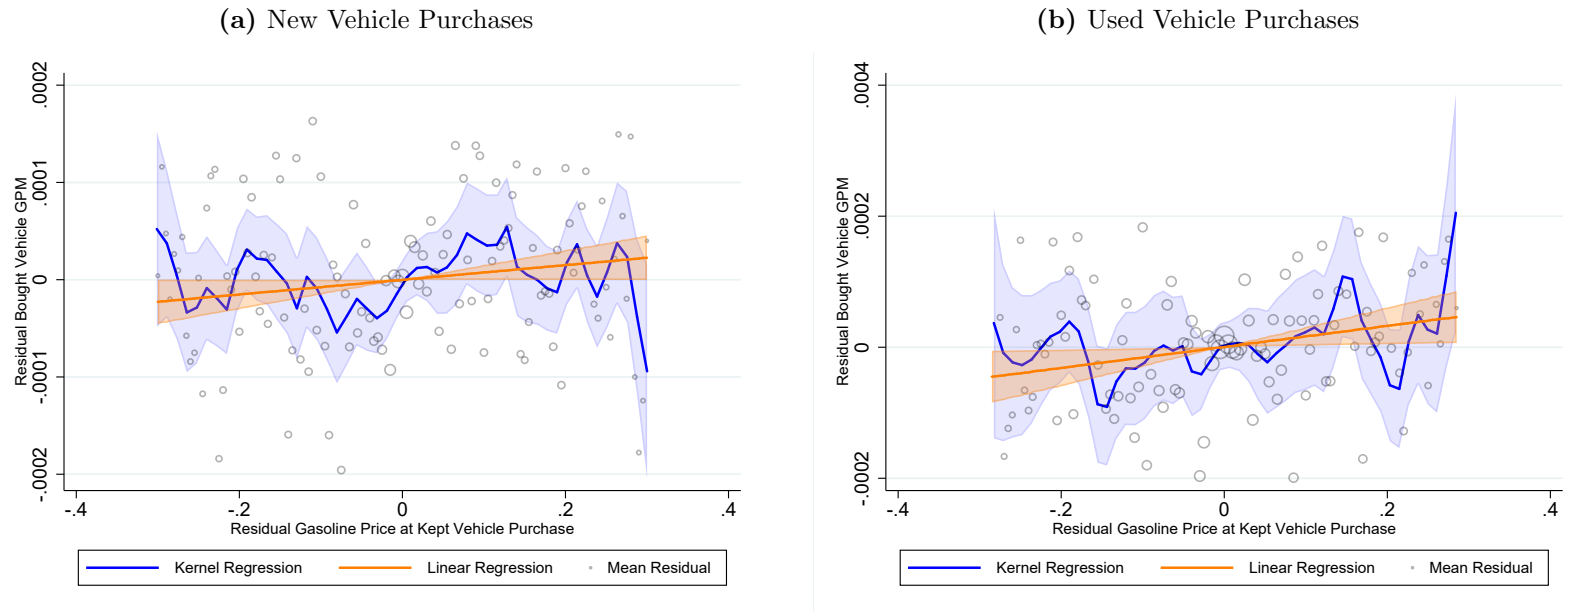 (a) New Vehicle Purchases
.0002
.0001
0
-.0001
-.0002
Residual Bought Vehicle GPM
-.4
-.2
0
.2
.4
Residual Gasoline Price at Kept Vehicle Purchase
Kernel Regression
Linear Regression
Mean Residual
(b) Used Vehicle Purchases
.0004
.0002
0
-.0002
Residual Bought Vehicle GPM
-.4
-.2
0
.2
.4
Residual Gasoline Price at Kept Vehicle Purchase
Kernel Regression
Linear Regression
Mean Residual